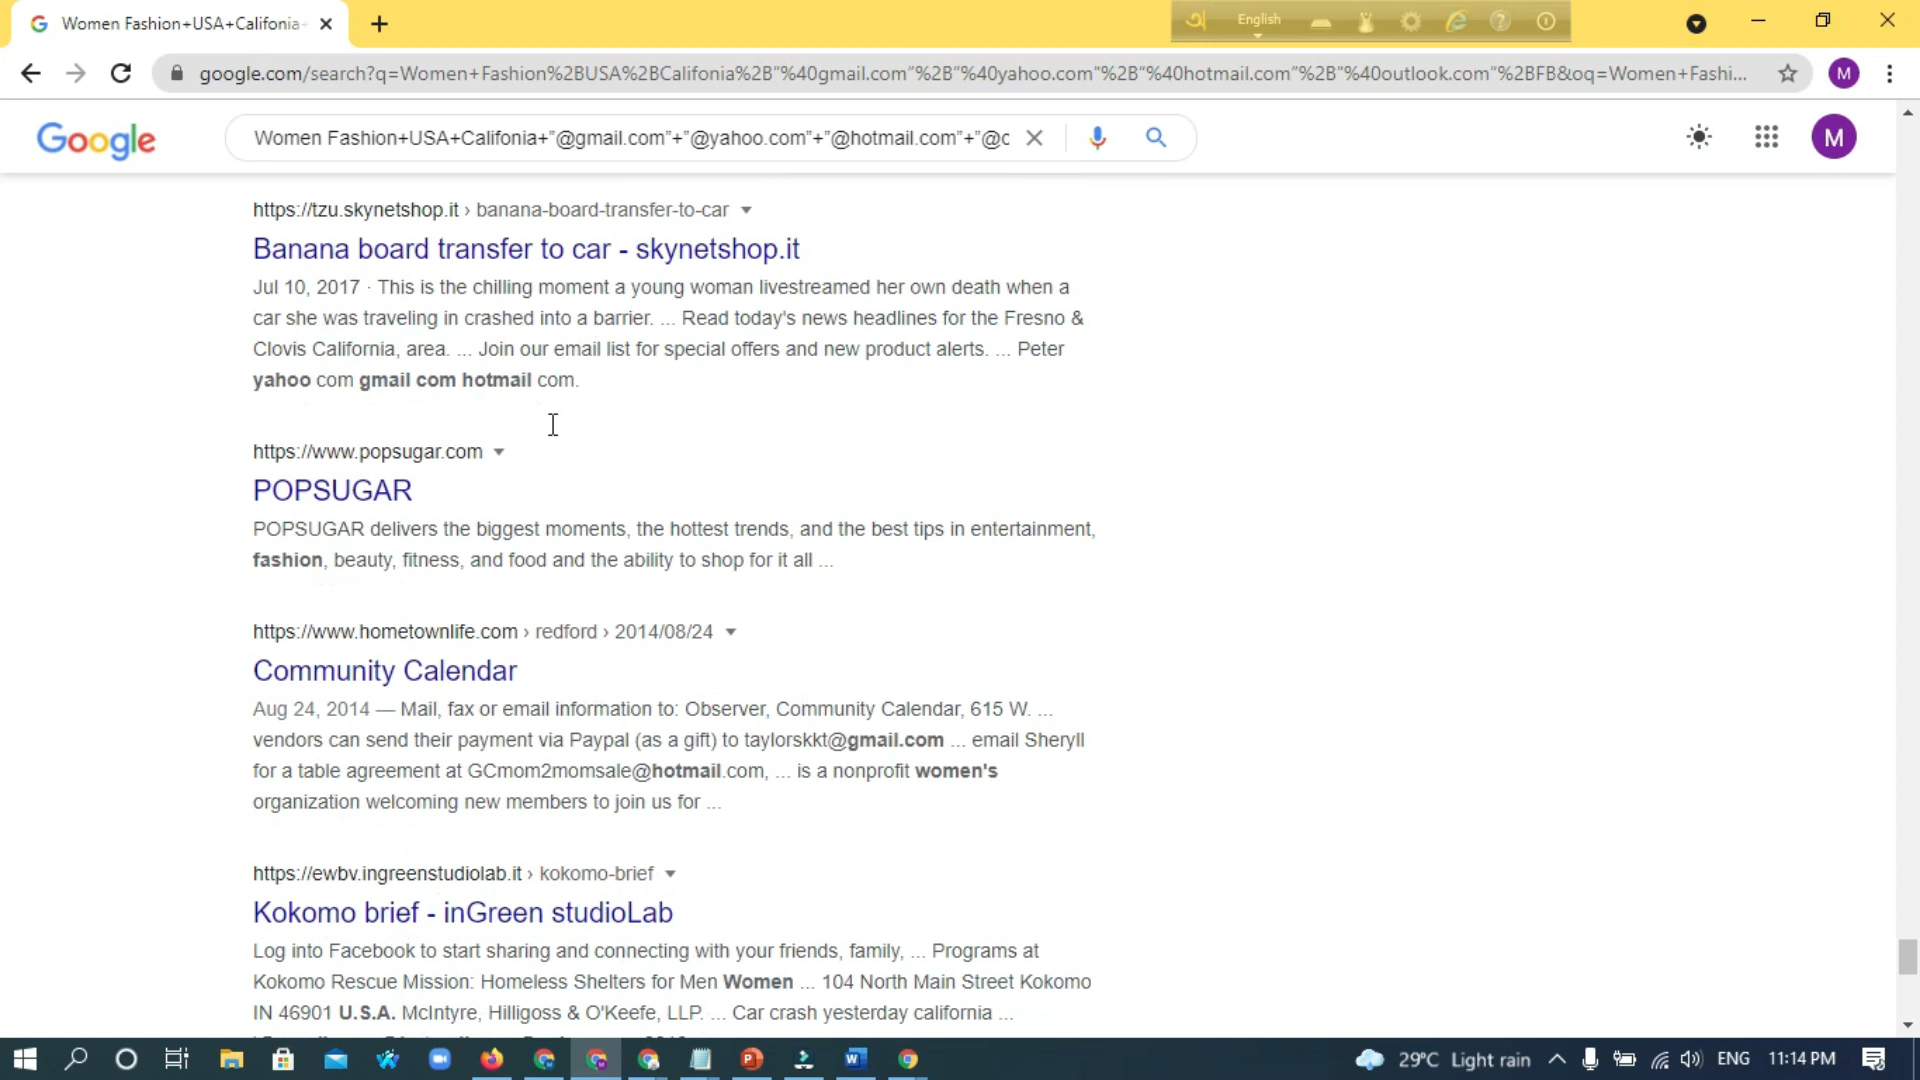 Women Fashion+USA+Califonia-
English
google.com/search?q=Women+Fashion%2BUSA%2BCalifonia%2B"%40gmail.com"%2B"%40yahoo.com"%2B"%40hotmail.com"%2B"%40outlook.com"%2BFB&oq=Women+Fashi...
M
Google
Women Fashion+USA+Califonia+"@gmail.com"+"@yahoo.com"+"@hotmail.com"+"@o
M
https://tzu.skynetshop.it › banana-board-transfer-to-car
Banana board transfer to car - skynetshop.it
Jul 10, 2017 · This is the chilling moment a young woman livestreamed her own death when a
car she was traveling in crashed into a barrier. ... Read today's news headlines for the Fresno &
Clovis California, area. ... Join our email list for special offers and new product alerts. ... Peter
yahoo com gmail com hotmail com.
https://www.popsugar.com
POPSUGAR
POPSUGAR delivers the biggest moments, the hottest trends, and the best tips in entertainment,
fashion, beauty, fitness, and food and the ability to shop for it all ...
https://www.hometownlife.com › redford › 2014/08/24
Community Calendar
Aug 24, 2014 — Mail, fax or email information to: Observer, Community Calendar, 615 W. ...
vendors can send their payment via Paypal (as a gift) to taylorskkt@gmail.com ... email Sheryll
for a table agreement at GCmom2momsale@hotmail.com, ... is a nonprofit women's
organization welcoming new members to join us for ...
https://ewbv.ingreenstudiolab.it › kokomo-brief
Kokomo brief - inGreen studioLab
Log into Facebook to start sharing and connecting with your friends, family, ... Programs at
Kokomo Rescue Mission: Homeless Shelters for Men Women ... 104 North Main Street Kokomo
IN 46901 U.S.A. McIntyre, Hilligoss & O'Keefe, LLP. ... Car crash yesterday california ...
29°C Light rain
ENG
11:14 PM